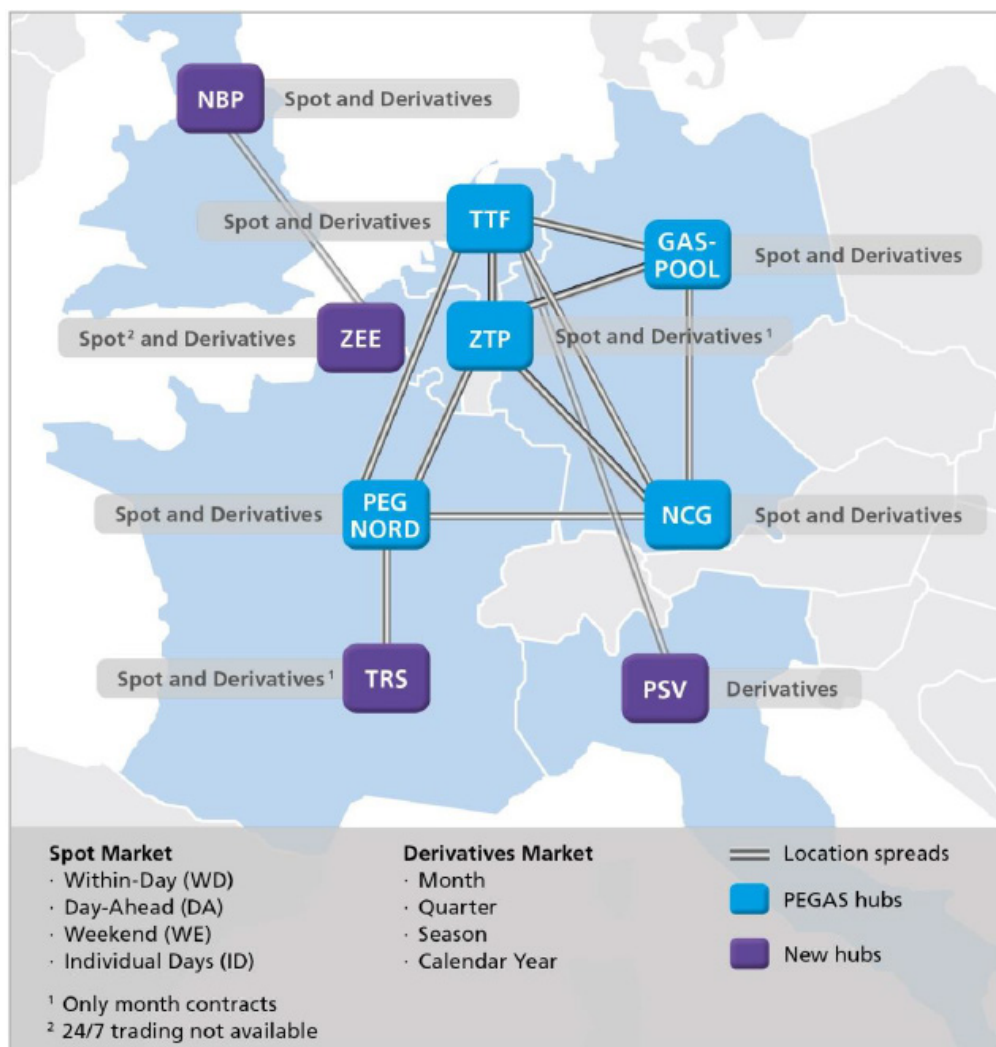 NBP
Spot and Derivatives
Spot and Derivatives
TTF
GAS-
POOL
Spot and Derivatives
Spot² and Derivatives
ZEE
ZTP
Spot and Derivatives¹
Spot and Derivatives
PEG
NORD
NCG
Spot and Derivatives
Spot and Derivatives¹
TRS
PSV
Derivatives
Spot Market
· Within-Day (WD)
· Day-Ahead (DA)
· Weekend (WE)
· Individual Days (ID)
¹ Only month contracts
² 24/7 trading not available
Derivatives Market
· Month
· Quarter
· Season
· Calendar Year
Location spreads
PEGAS hubs
New hubs